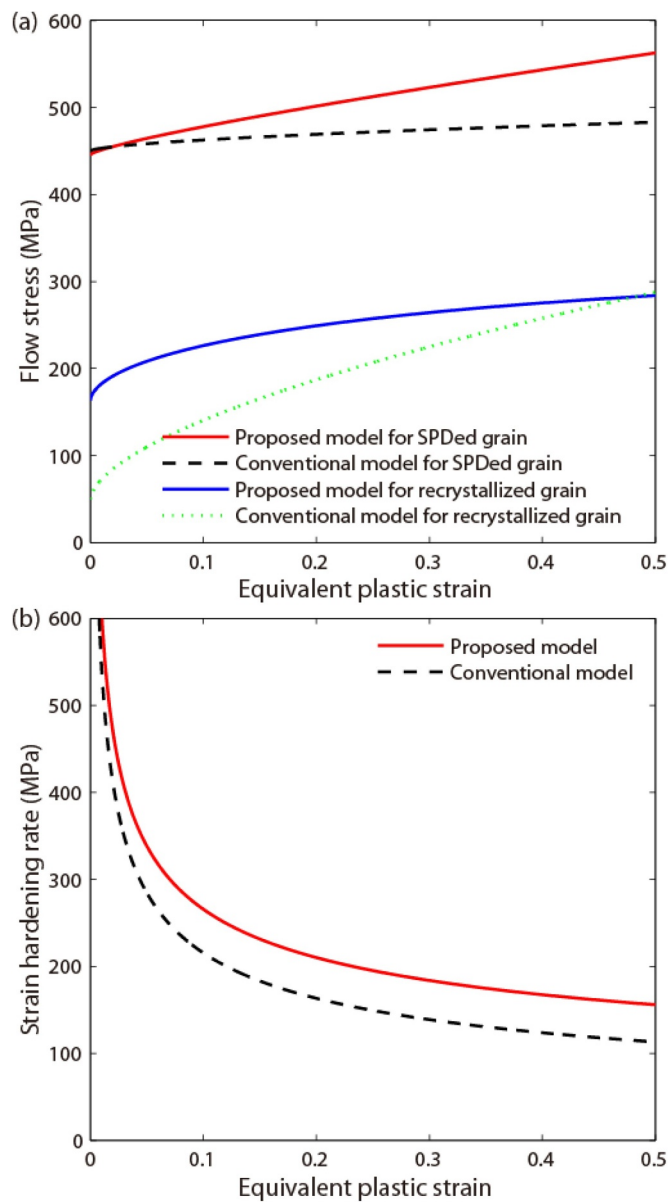 (a)
600
500
400
300
200
100
0
Flow stress (MPa)
Proposed model for SPDed grain
Conventional model for SPDed grain
Proposed model for recrystallized grain
Conventional model for recrystallized grain
0 0.1 0.2 0.3 0.4 0.5
Equivalent plastic strain
(b)
600
500
400
300
200
100
0
Strain hardening rate (MPa)
Proposed model
Conventional model
0 0.1 0.2 0.3 0.4 0.5
Equivalent plastic strain